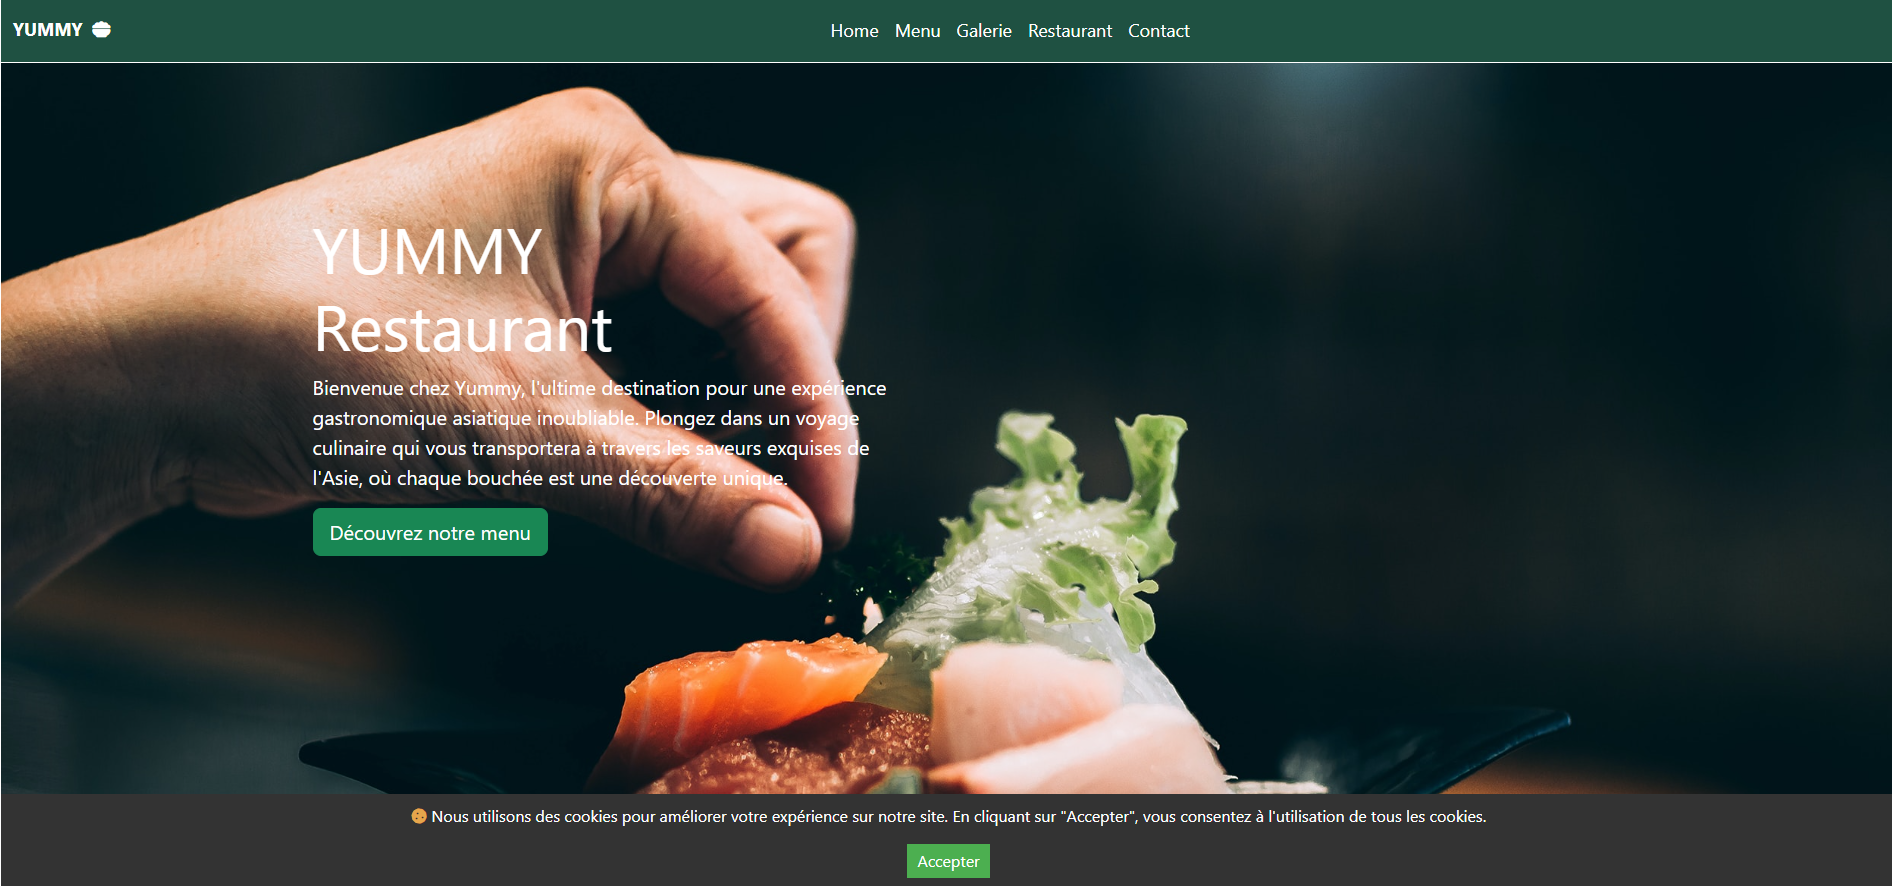 YUMMY
Home Menu Galerie Restaurant Contact
YUMMY
Restaurant
Bienvenue chez Yummy, l'ultime destination pour une expérience
gastronomique asiatique inoubliable. Plongez dans un voyage
culinaire qui vous transportera à travers les saveurs exquises de
l'Asie, où chaque bouchée est une découverte unique.
Découvrez notre menu
Nous utilisons des cookies pour améliorer votre expérience sur notre site. En cliquant sur "Accepter", vous consentez à l'utilisation de tous les cookies.
Accepter